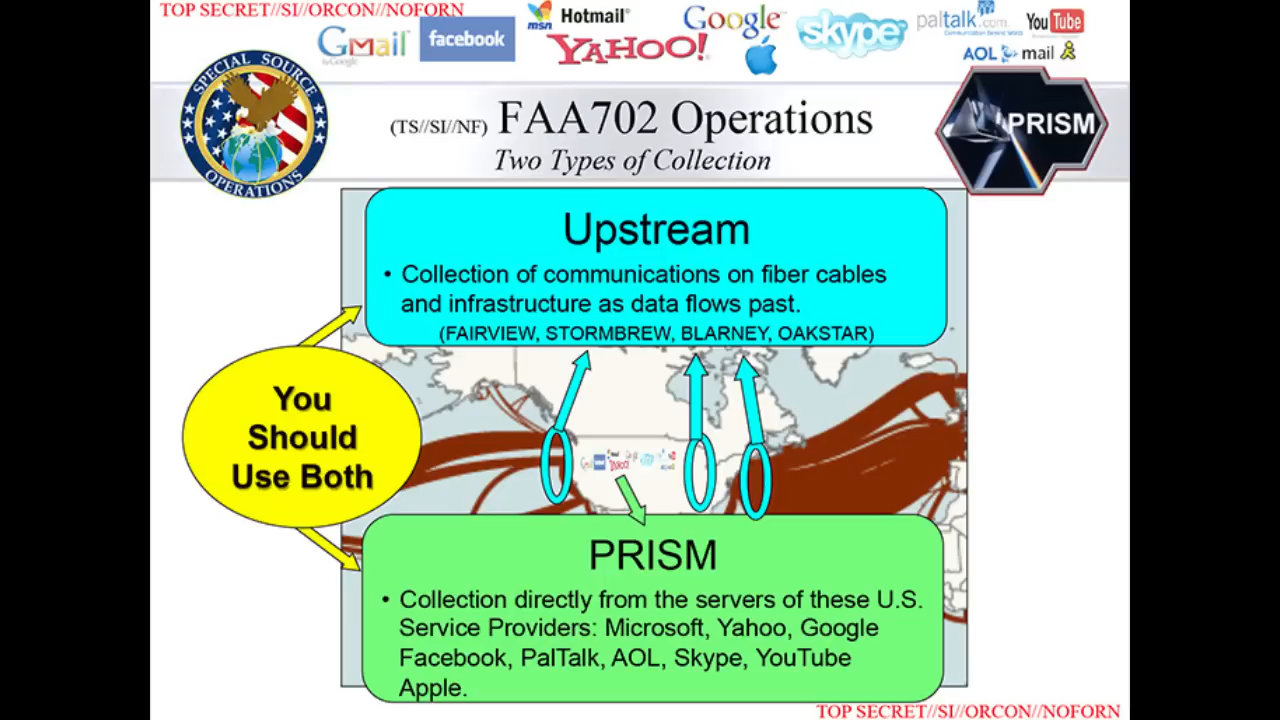 TOP SECRET//SI//ORCON//NOFORN
Gmail
by Google
facebook
msn Hotmail
YAHOO!
Google
skype
paltalk.com
YouTube
AOL mail
SPECIAL SOURCE
OPERATIONS
(TS//SI//NF) FAA702 Operations
Two Types of Collection
PRISM
Upstream
• Collection of communications on fiber cables
and infrastructure as data flows past.
(FAIRVIEW, STORMBREW, BLARNEY, OAKSTAR)
You
Should
Use Both
PRISM
• Collection directly from the servers of these U.S.
Service Providers: Microsoft, Yahoo, Google
Facebook, PalTalk, AOL, Skype, YouTube
Apple.
TOP SECRET//SI//ORCON//NOFORN